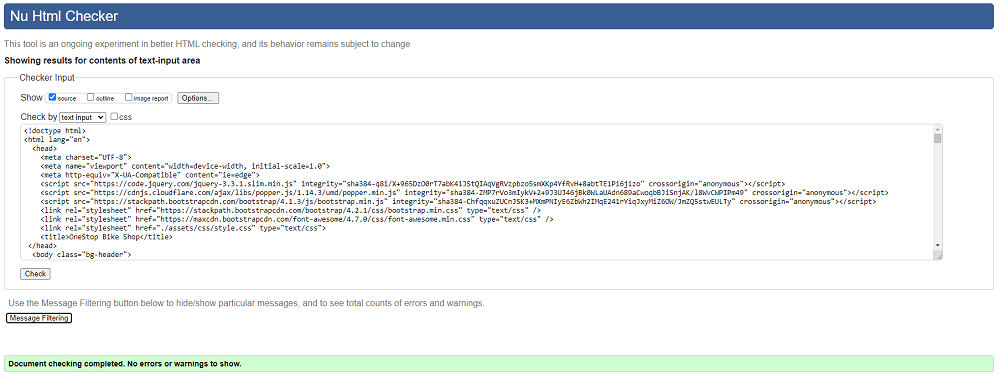 Nu Html Checker
This tool is an ongoing experiment in better HTML checking, and its behavior remains subject to change
Showing results for contents of text-input area
Checker Input
Show source outline image report Options...
Check by text input css
<!doctype html>
<html lang="en">
<head>
<meta charset="UTF-8">
<meta name="viewport" content="width=device-width, initial-scale=1.0">
<meta http-equiv="X-UA-Compatible" content="ie=edge">
<script src="https://code.jquery.com/jquery-3.3.1.slim.min.js" integrity="sha384-q8i/X+965DzO0rT7abK41JStQIAqVgRVzpbzo5smXKp4YfRvH+8abtTE1Pi6jizo" crossorigin="anonymous"></script>
<script src="https://cdnjs.cloudflare.com/ajax/libs/popper.js/1.14.3/umd/popper.min.js" integrity="sha384-ZMP7rVo3mIykV+2+9J3UJ46jBk0WLaUAdn689aCwoqbBJiSnjAK/l8WvCWPIPm49" crossorigin="anonymous"></script>
<script src="https://stackpath.bootstrapcdn.com/bootstrap/4.1.3/js/bootstrap.min.js" integrity="sha384-ChfqqxuZUCnJSK3+MXmPNIyE6ZbWh2IMqE241rYiqJxyMiZ6OW/JmZQ5stwEULTy" crossorigin="anonymous"></script>
<link rel="stylesheet" href="https://stackpath.bootstrapcdn.com/bootstrap/4.2.1/css/bootstrap.min.css" type="text/css" />
<link rel="stylesheet" href="https://maxcdn.bootstrapcdn.com/font-awesome/4.7.0/css/font-awesome.min.css" type="text/css" />
<link rel="stylesheet" href="./assets/css/style.css" type="text/css">
<title>OneStop Bike Shop</title>
</head>
<body class="bg-header">
Check
Use the Message Filtering button below to hide/show particular messages, and to see total counts of errors and warnings.
Message Filtering
Document checking completed. No errors or warnings to show.